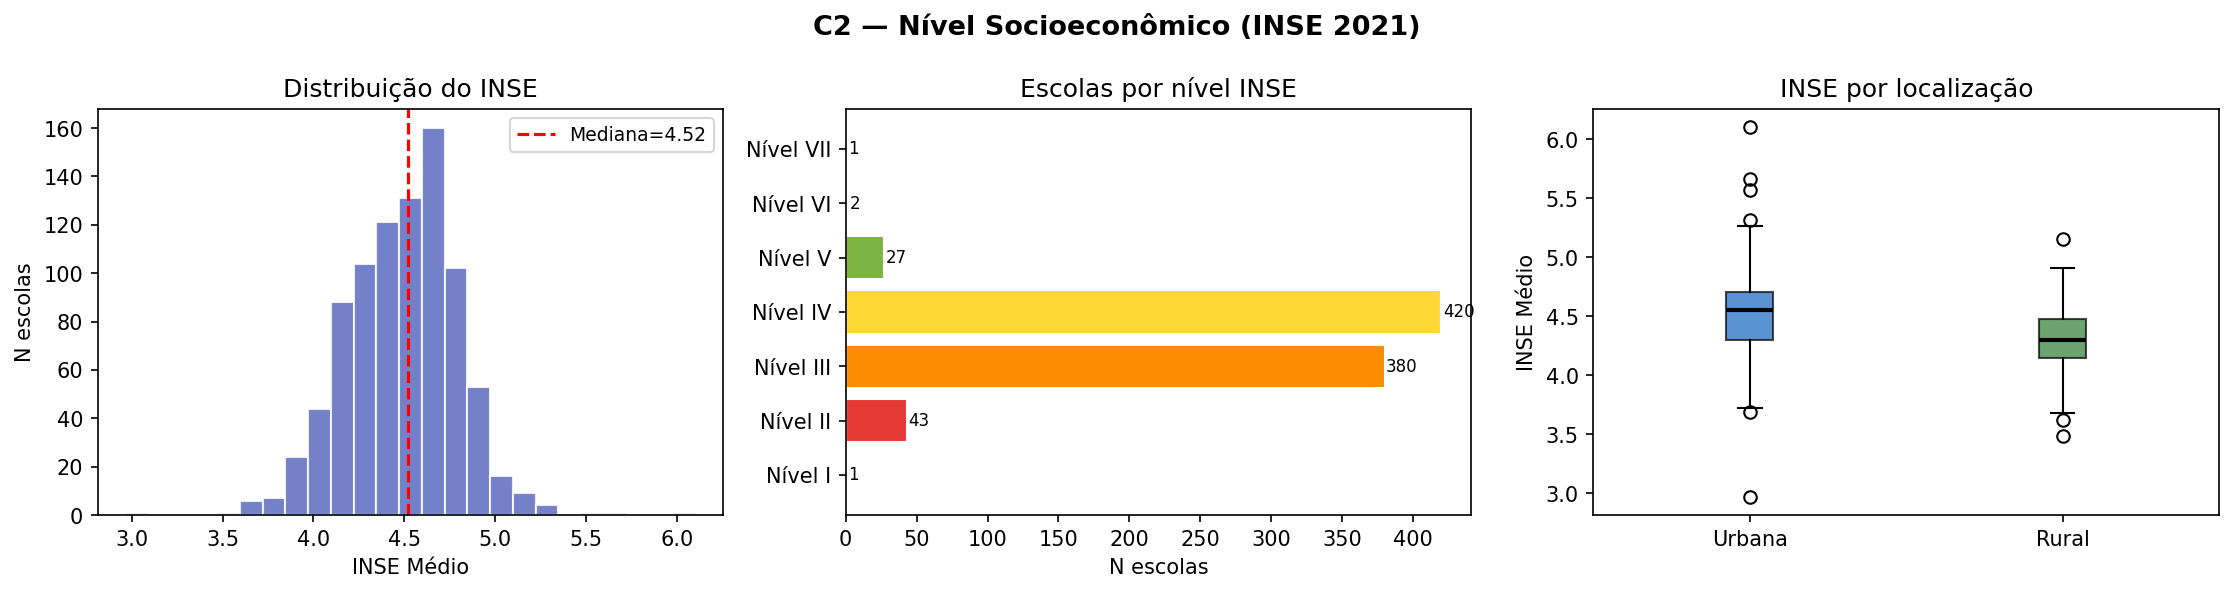 C2 — Nível Socioeconômico (INSE 2021)
Distribuição do INSE
N escolas
160
140
120
100
80
60
40
20
0
Mediana=4.52
3.0 3.5 4.0 4.5 5.0 5.5 6.0
INSE Médio
Escolas por nível INSE
Nível VII 1
Nível VI 2
Nível V 27
Nível IV 420
Nível III 380
Nível II 43
Nível I 1
0 50 100 150 200 250 300 350 400
N escolas
INSE por localização
INSE Médio
6.0
5.5
5.0
4.5
4.0
3.5
3.0
Urbana Rural